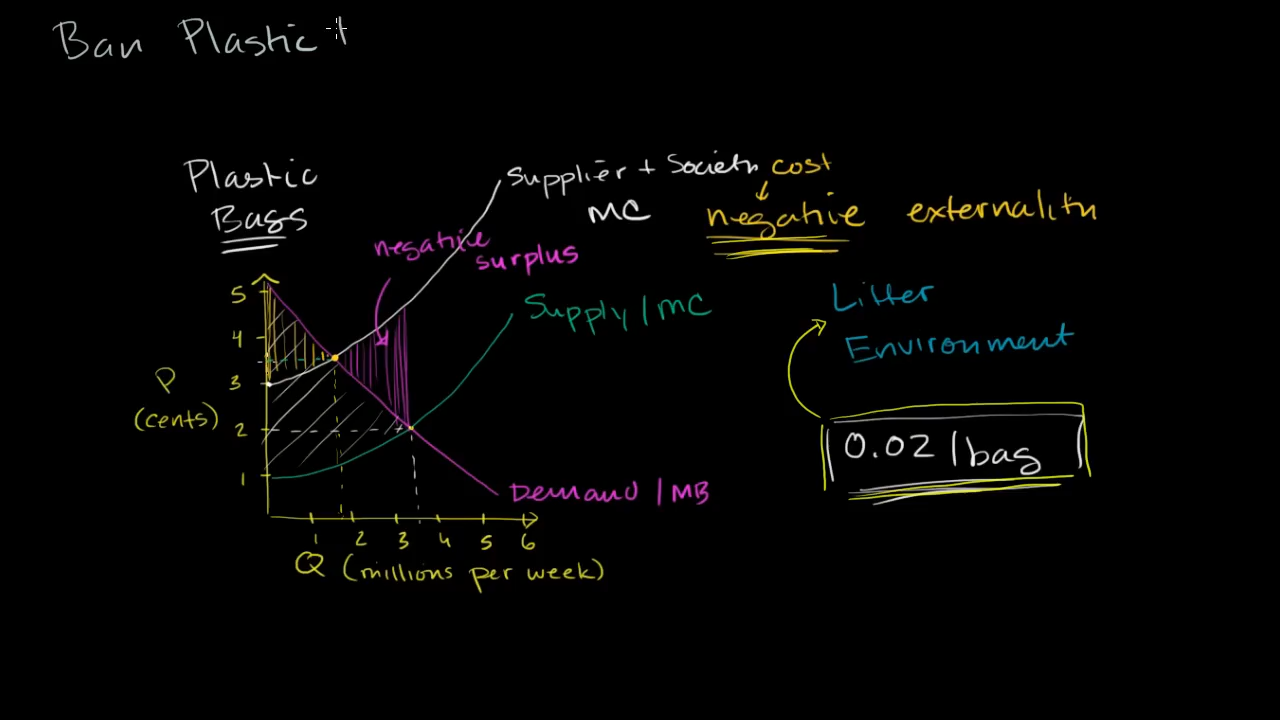 Ban Plastic
Plastic
Bags
Supplier + Society cost
MC
negative externality
negative
surplus
Supply/MC
Litter
Environment
0.02/bag
Demand/MB
P
(cents)
5
4
3
2
1
1 2 3 4 5 6
Q (millions per week)